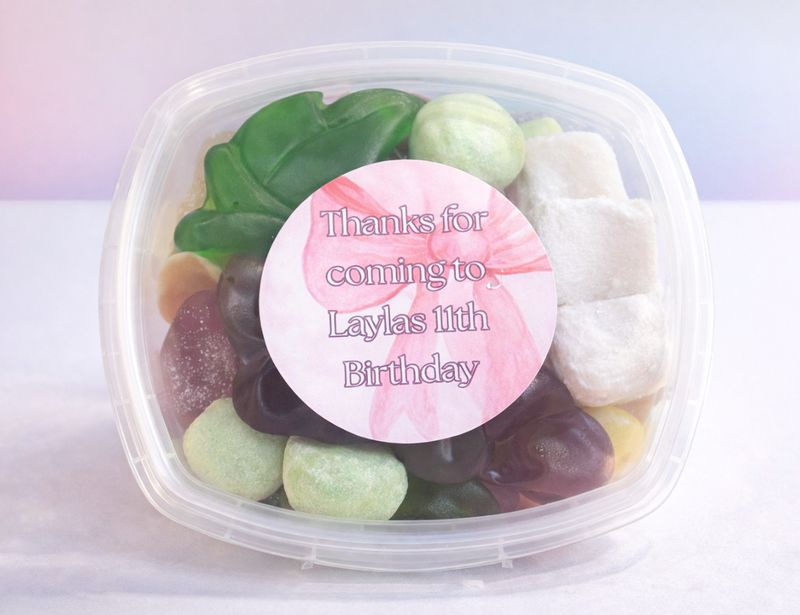 Thanks for
coming to
Laylas 11th
Birthday